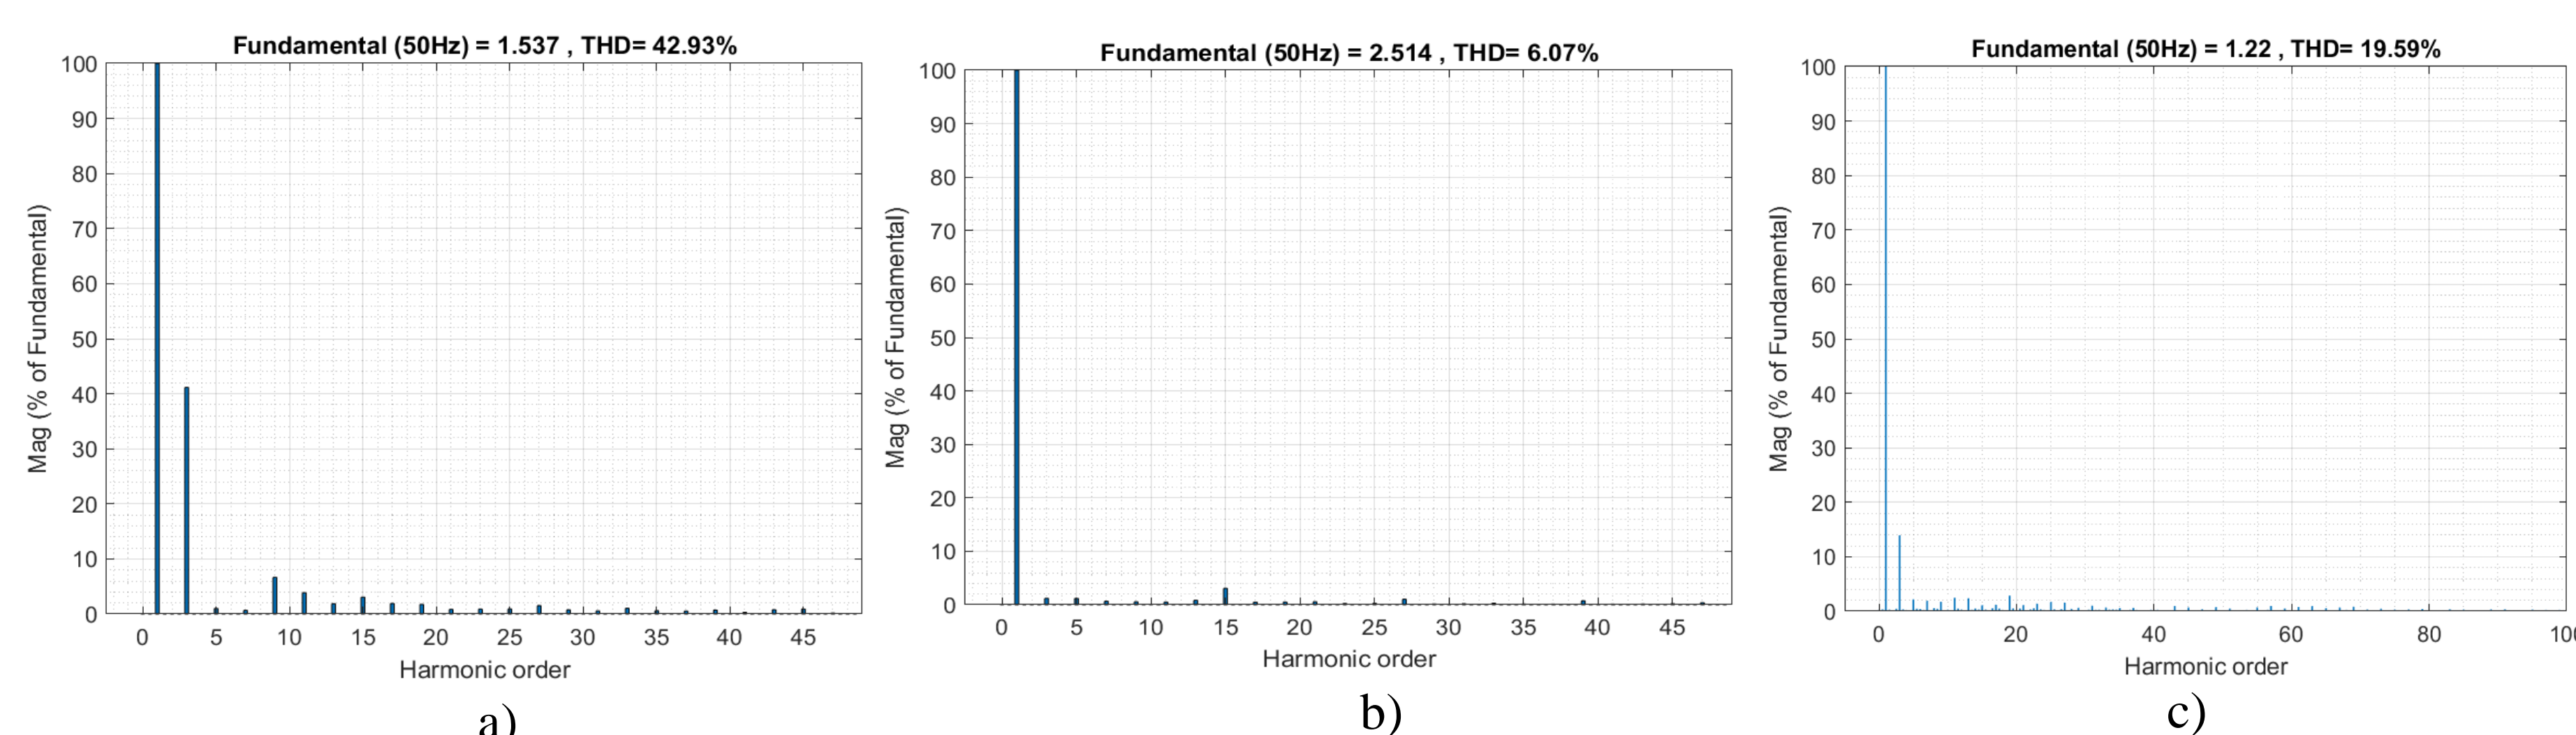 Fundamental (50Hz) = 1.537 , THD= 42.93%
100
90
80
70
60
50
40
30
20
10
0
Mag (% of Fundamental)
0 5 10 15 20 25 30 35 40 45
Harmonic order
a)
Fundamental (50Hz) = 2.514 , THD= 6.07%
100
90
80
70
60
50
40
30
20
10
0
Mag (% of Fundamental)
0 5 10 15 20 25 30 35 40 45
Harmonic order
b)
Fundamental (50Hz) = 1.22 , THD= 19.59%
100
90
80
70
60
50
40
30
20
10
0
Mag (% of Fundamental)
0 20 40 60 80 100
Harmonic order
c)